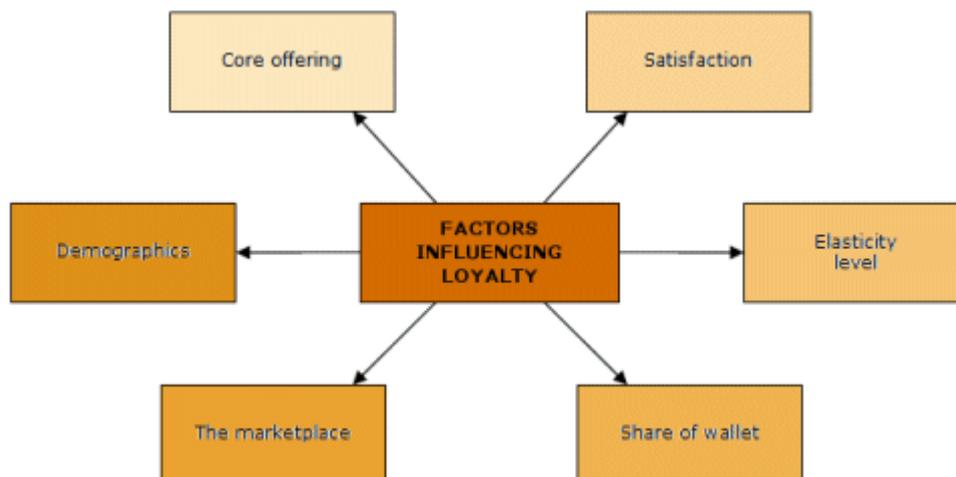 Core offering
Satisfaction
Demographics
FACTORS
INFLUENCING
LOYALTY
Elasticity
level
The marketplace
Share of wallet